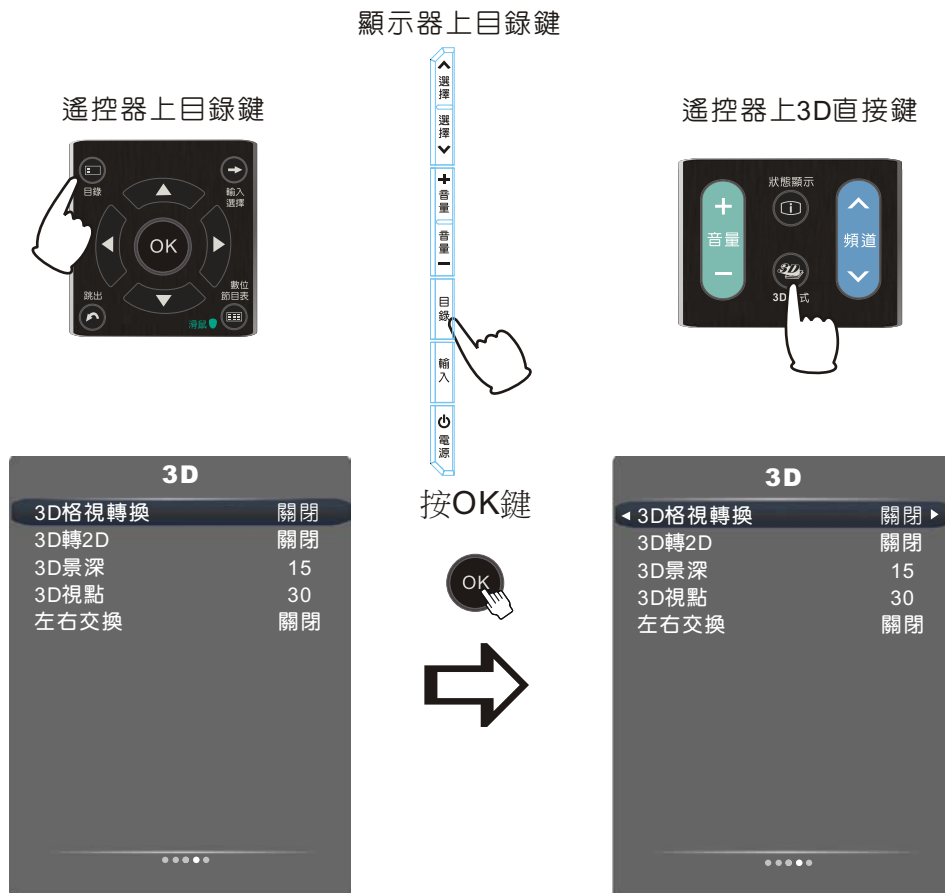 顯示器上目錄鍵
遙控器上目錄鍵
目錄
輸入
選擇
OK
跳出
數位
節目表
滑鼠
選擇
選擇
音量
音量
目錄
輸入
電源
遙控器上3D直接鍵
狀態顯示
音量
頻道
3D
式
3D
3D格視轉換 關閉
3D轉2D 關閉
3D景深 15
3D視點 30
左右交換 關閉
按OK鍵
OK
3D
3D格視轉換 關閉
3D轉2D 關閉
3D景深 15
3D視點 30
左右交換 關閉